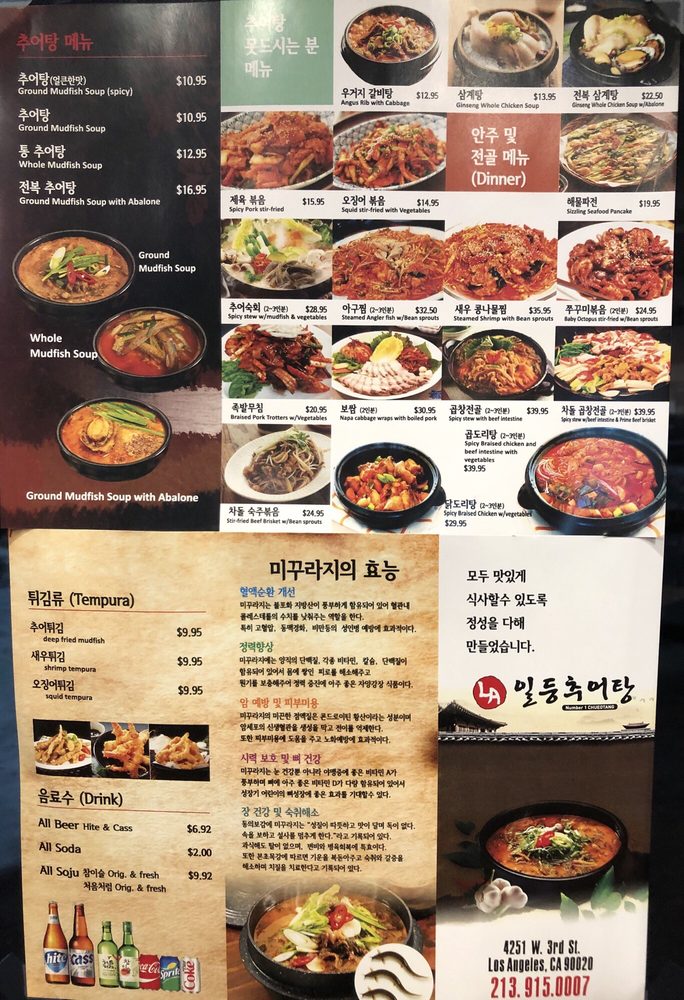 추어탕 메뉴
추어탕(얼큰한맛)
Ground Mudfish Soup (spicy) $10.95
추어탕
Ground Mudfish Soup $10.95
통 추어탕
Whole Mudfish Soup $12.95
전복 추어탕
Ground Mudfish Soup with Abalone $16.95
Ground
Mudfish Soup
Whole
Mudfish Soup
Ground Mudfish Soup with Abalone
추어탕
못드시는 분
메뉴
우거지 갈비탕 $12.95
Angus Rib with Cabbage
삼계탕 $13.95
Ginseng Whole Chicken Soup
전복 삼계탕 $22.50
Ginseng Whole Chicken Soup w/Abalone
제육 볶음 $15.95
Spicy Pork stir-fried
오징어 볶음 $14.95
Squid stir-fried with Vegetables
안주 및
전골 메뉴
(Dinner)
해물파전 $19.95
Sizzling Seafood Pancake
추어숙회 (2~3인분) $28.95
Spicy stew w/mudfish & vegetables
아구찜 (2~3인분) $32.50
Steamed Angler fish w/Bean sprouts
새우 콩나물찜 $35.95
Steamed Shrimp with Bean sprouts
쭈꾸미볶음 (2인분) $24.95
Baby Octopus stir-fried w/Bean sprouts
족발무침 $20.95
Braised Pork Trotters w/Vegetables
보쌈 (2인분) $30.95
Napa cabbage wraps with boiled pork
곱창전골 (2~3인분) $39.95
Spicy stew with beef intestine
차돌 곱창전골 (2~3인분) $39.95
Spicy stew w/beef intestine & Prime Beef brisket
차돌 숙주볶음 $24.95
Stir-fried Beef Brisket w/Bean sprouts
곱도리탕 (2~3인분)
Spicy Braised chicken and
beef intestine with
vegetables
$39.95
닭도리탕 (2~3인분)
Spicy Braised Chicken w/vegetables
$29.95
튀김류 (Tempura)
추어튀김
deep fried mudfish $9.95
새우튀김
shrimp tempura $9.95
오징어튀김
squid tempura $9.95
음료수 (Drink)
All Beer Hite & Cass $6.92
All Soda $2.00
All Soju 참이슬 Orig. & fresh $9.92
처음처럼 Orig. & fresh
hite
Cass
Coca-Cola
Sprite
Coke
미꾸라지의 효능
혈액순환 개선
미꾸라지는 불포화 지방산이 풍부하게 함유되어 있어 혈관내
콜레스테롤의 수치를 낮춰주는 역할을 한다.
특히 고혈압, 동맥경화, 비만등의 성인병 예방에 효과적이다.
정력향상
미꾸라지에는 양직의 단백질, 각종 비타민, 칼슘, 단백질이
함유되어 있어서 몸에 쌓인 피로를 해소해주고
원기를 보충해주어 정력 증진에 아주 좋은 자양강장 식품이다.
암 예방 및 피부미용
미꾸라지의 미끈한 점액질은 콘드로이틴 황산이라는 성분이며
암세포의 신생혈관을 생성을 막고 전이를 억제한다.
또한 피부미용에 도움을 주고 노화예방에 효과적이다.
시력 보호 및 뼈 건강
미꾸라지는 눈 건강뿐 아니라 야맹증에 좋은 비타민 A가
풍부하며 뼈에 아주 좋은 비타민 D가 다량 함유되어 있어서
성장기 어린이의 뼈성장에 좋은 효과를 기대할수 있다.
장 건강 및 숙취해소
동의보감에 미꾸라지는 "성질이 따듯하고 맛이 달며 독이 없다.
속을 보하고 설사를 멈추게 한다."라고 기록되어 있다.
과식해도 탈이 없으며, 변비와 병욕회복에 특효이다.
또한 본초목강에 따르면 기운을 북돋아주고 숙취와 갈증을
해소하며 치질을 치료한다고 기록되어 있다.
모두 맛있게
식사할수 있도록
정성을 다해
만들었습니다.
LA 일등추어탕
Number 1 CHUEOTANG
4251 W. 3rd St.
Los Angeles, CA 90020
213.915.0007